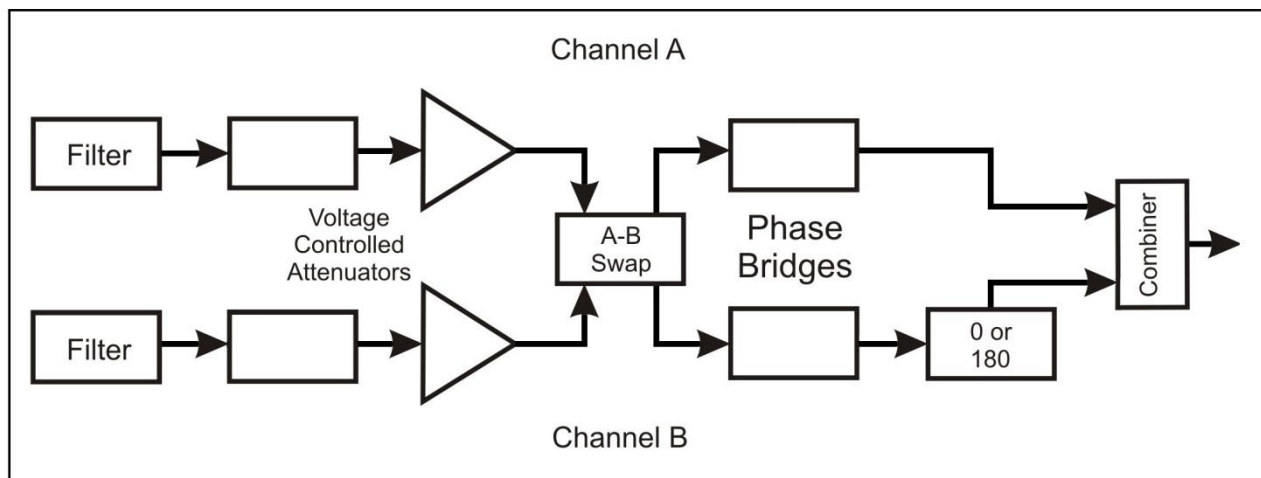 Channel A
Filter
Voltage
Controlled
Attenuators
A-B
Swap
Phase
Bridges
Combiner
Filter
0 or
180
Channel B